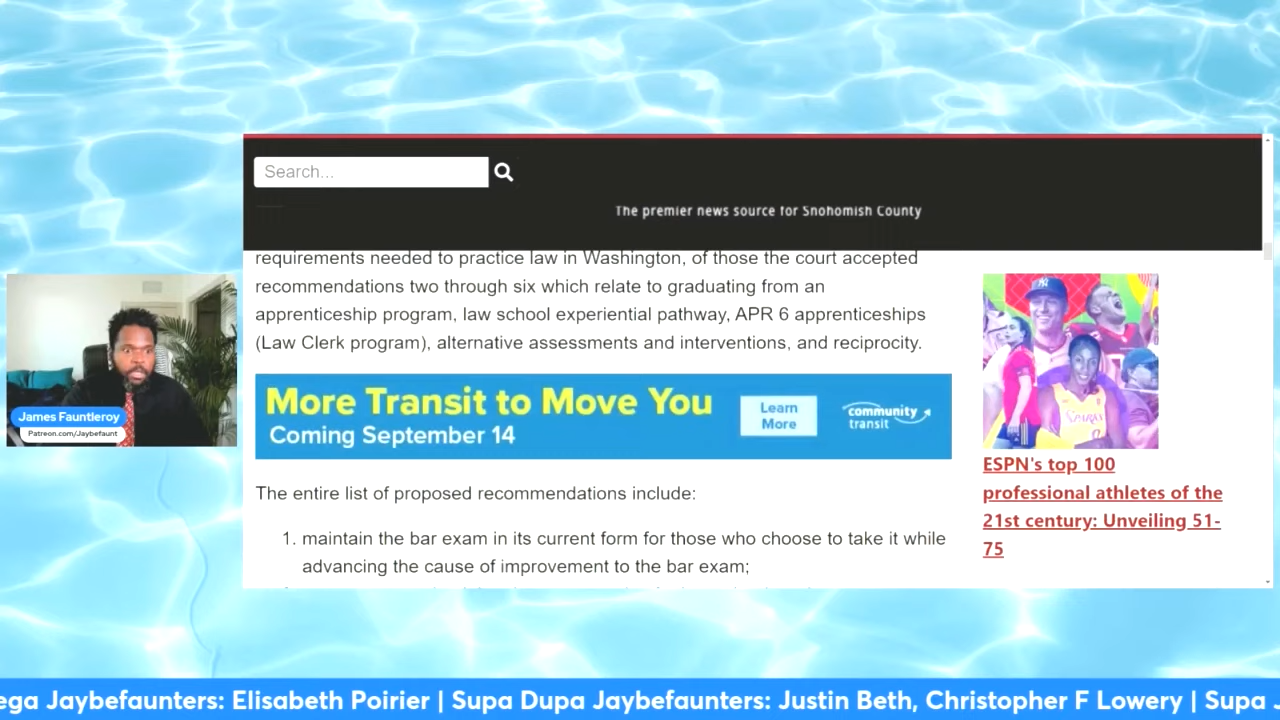 Search...
The premier news source for Snohomish County
requirements needed to practice law in Washington, of those the court accepted
recommendations two through six which relate to graduating from an
apprenticeship program, law school experiential pathway, APR 6 apprenticeships
(Law Clerk program), alternative assessments and interventions, and reciprocity.
More Transit to Move You
Coming September 14
Learn
More
community
transit
The entire list of proposed recommendations include:
1. maintain the bar exam in its current form for those who choose to take it while
advancing the cause of improvement to the bar exam;
ESPN's top 100
professional athletes of the
21st century: Unveiling 51-
75
James Fauntleroy
Patreon.com/Jaybefaunt
ega Jaybefaunters: Elisabeth Poirier | Supa Dupa Jaybefaunters: Justin Beth, Christopher F Lowery | Supa J